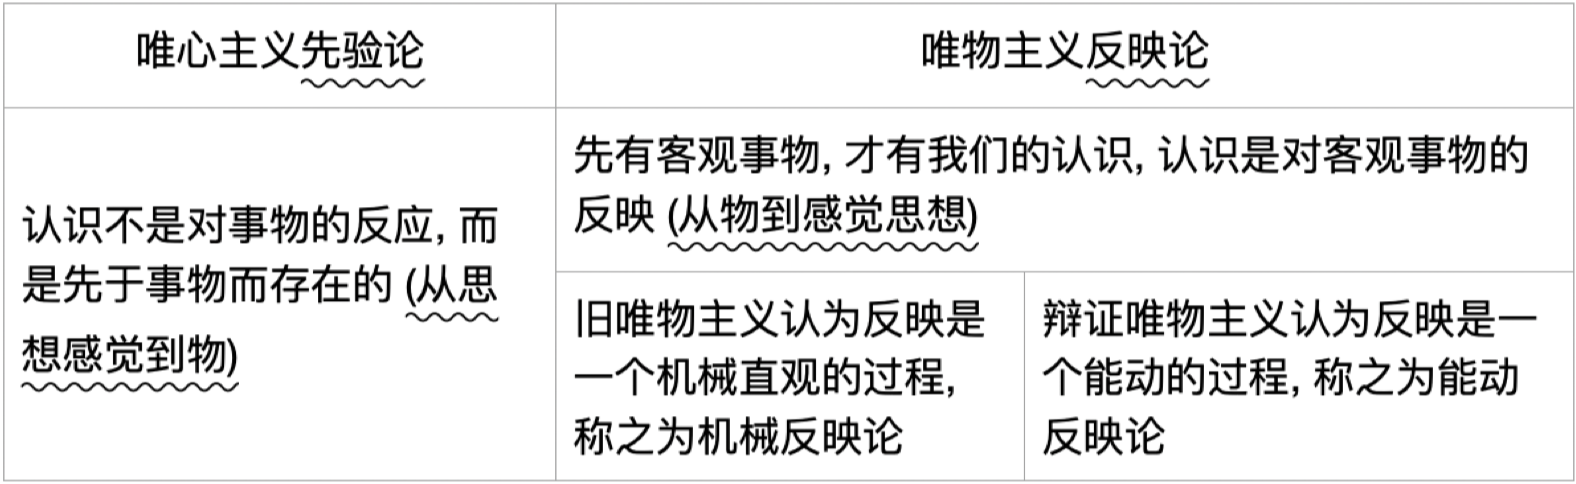 唯心主义先验论
唯物主义反映论
认识不是对事物的反应, 而
是先于事物而存在的 (从思
想感觉到物)
先有客观事物, 才有我们的认识, 认识是对客观事物的
反映 (从物到感觉思想)
旧唯物主义认为反映是
一个机械直观的过程,
称之为机械反映论
辩证唯物主义认为反映是一
个能动的过程, 称之为能动
反映论